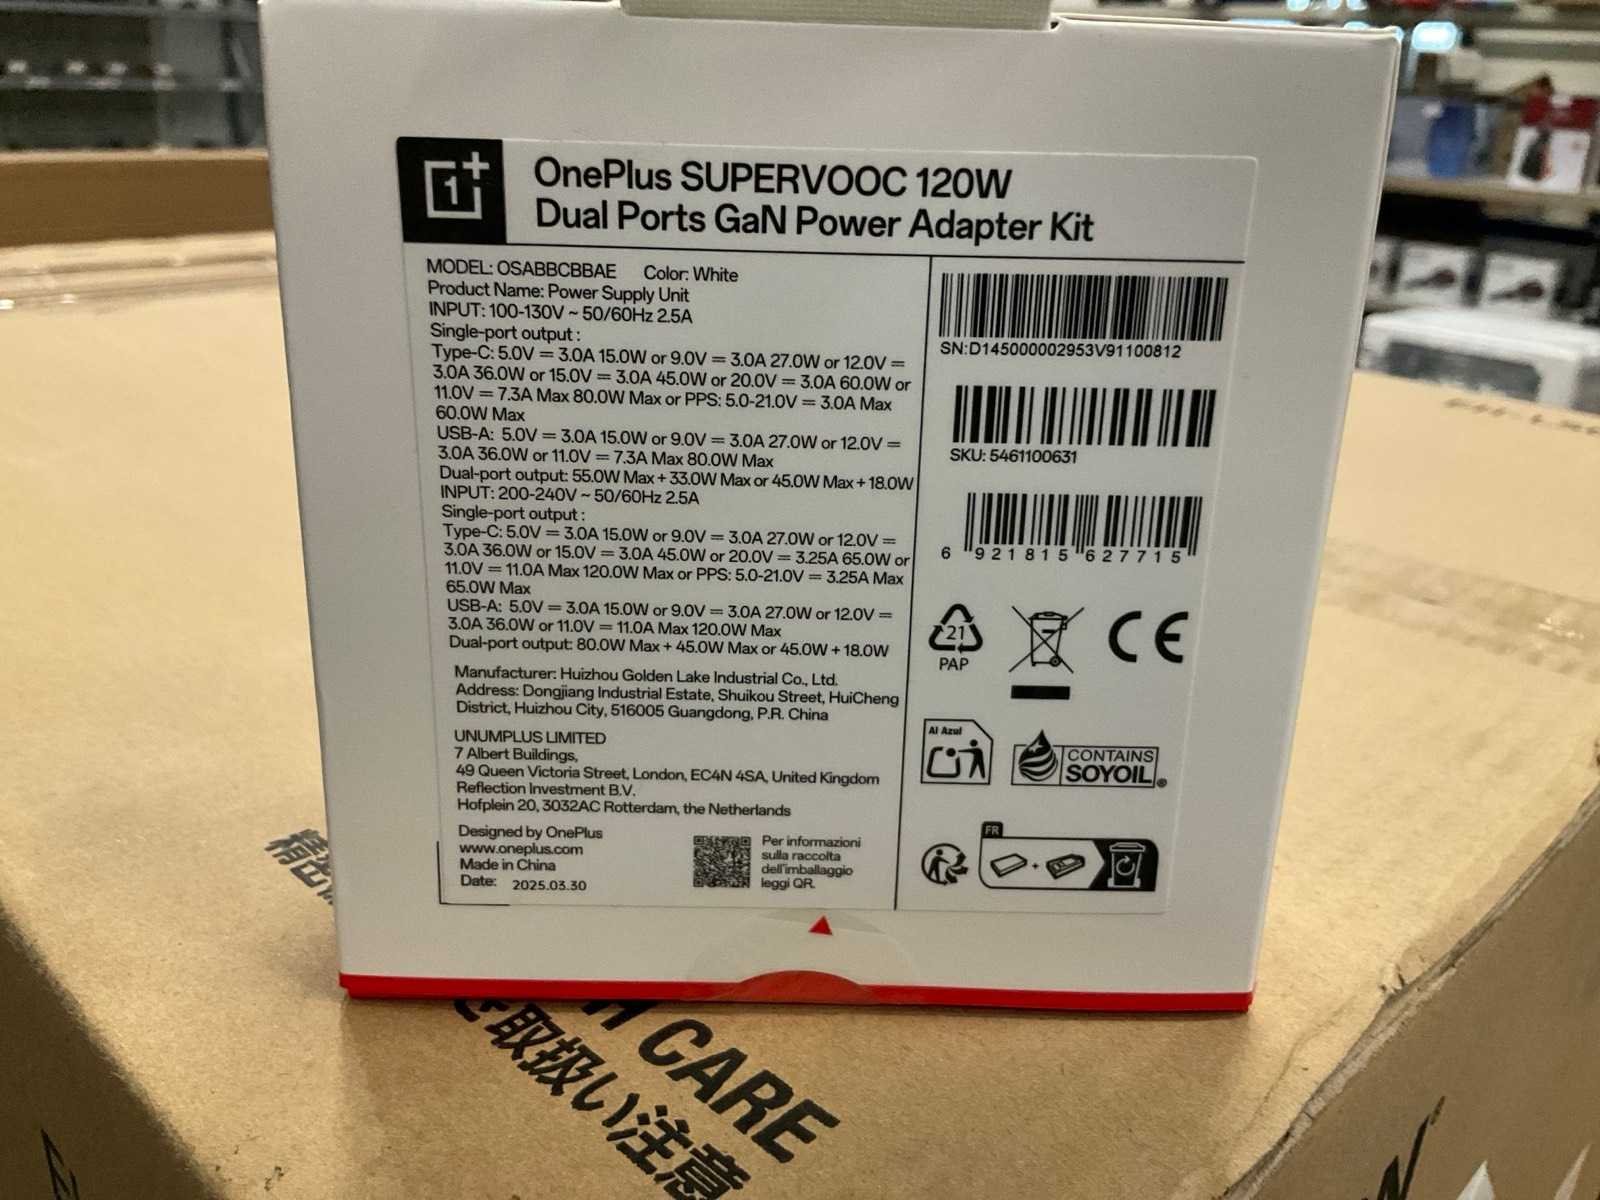 OnePlus SUPERVOOC 120W
Dual Ports GaN Power Adapter Kit
MODEL: OSABBCBBAE Color: White
Product Name: Power Supply Unit
INPUT: 100-130V ~ 50/60Hz 2.5A
Single-port output :
Type-C: 5.0V ⎓ 3.0A 15.0W or 9.0V ⎓ 3.0A 27.0W or 12.0V ⎓
3.0A 36.0W or 15.0V ⎓ 3.0A 45.0W or 20.0V ⎓ 3.0A 60.0W or
11.0V ⎓ 7.3A Max 80.0W Max or PPS: 5.0-21.0V ⎓ 3.0A Max
60.0W Max
USB-A: 5.0V ⎓ 3.0A 15.0W or 9.0V ⎓ 3.0A 27.0W or 12.0V ⎓
3.0A 36.0W or 11.0V ⎓ 7.3A Max 80.0W Max
Dual-port output: 55.0W Max + 33.0W Max or 45.0W Max + 18.0W
INPUT: 200-240V ~ 50/60Hz 2.5A
Single-port output :
Type-C: 5.0V ⎓ 3.0A 15.0W or 9.0V ⎓ 3.0A 27.0W or 12.0V ⎓
3.0A 36.0W or 15.0V ⎓ 3.0A 45.0W or 20.0V ⎓ 3.25A 65.0W or
11.0V ⎓ 11.0A Max 120.0W Max or PPS: 5.0-21.0V ⎓ 3.25A Max
65.0W Max
USB-A: 5.0V ⎓ 3.0A 15.0W or 9.0V ⎓ 3.0A 27.0W or 12.0V ⎓
3.0A 36.0W or 11.0V ⎓ 11.0A Max 120.0W Max
Dual-port output: 80.0W Max + 45.0W Max or 45.0W + 18.0W
Manufacturer: Huizhou Golden Lake Industrial Co., Ltd.
Address: Dongjiang Industrial Estate, Shuikou Street, HuiCheng
District, Huizhou City, 516005 Guangdong, P.R. China
UNUMPLUS LIMITED
7 Albert Buildings,
49 Queen Victoria Street, London, EC4N 4SA, United Kingdom
Reflection Investment B.V.
Hofplein 20, 3032AC Rotterdam, the Netherlands
Designed by OnePlus
www.oneplus.com
Made in China
Date: 2025.03.30
Per informazioni
sulla raccolta
dell'imballaggio
leggi QR.
SN:D145000002953V91100812
SKU: 5461100631
6 921815 627715
21
PAP
CE
Al Azul
CONTAINS
SOYOIL
FR
CARE
取扱い注意